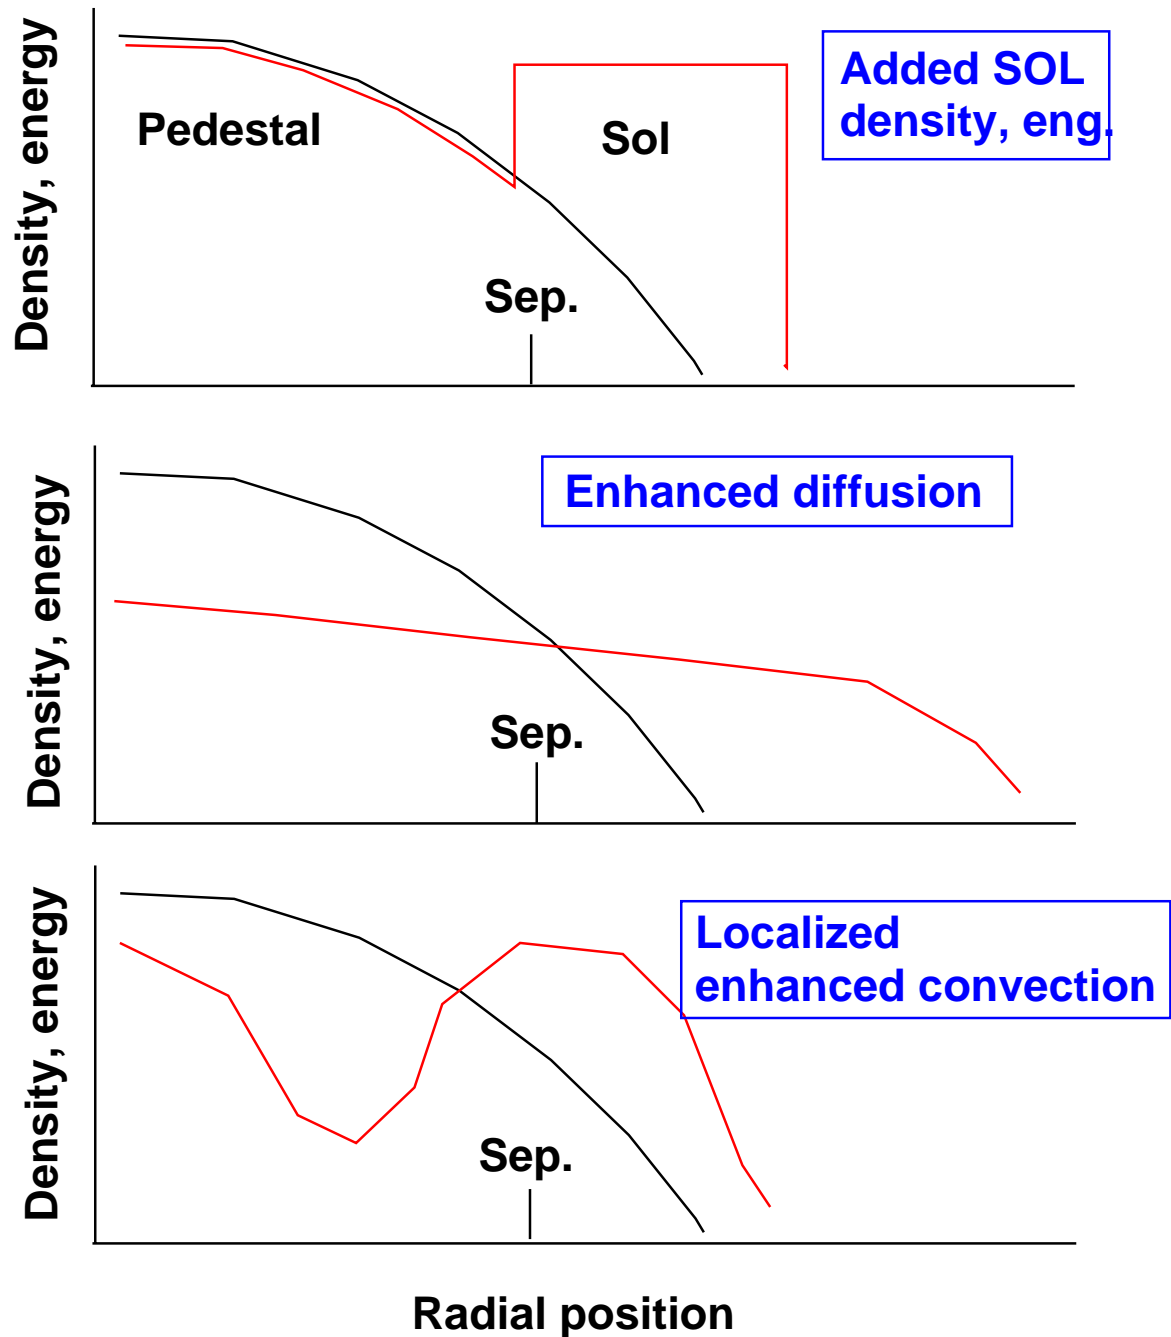 Density, energy
Pedestal
Sol
Added SOL
density, eng.
Sep.
Density, energy
Enhanced diffusion
Sep.
Density, energy
Localized
enhanced convection
Sep.
Radial position